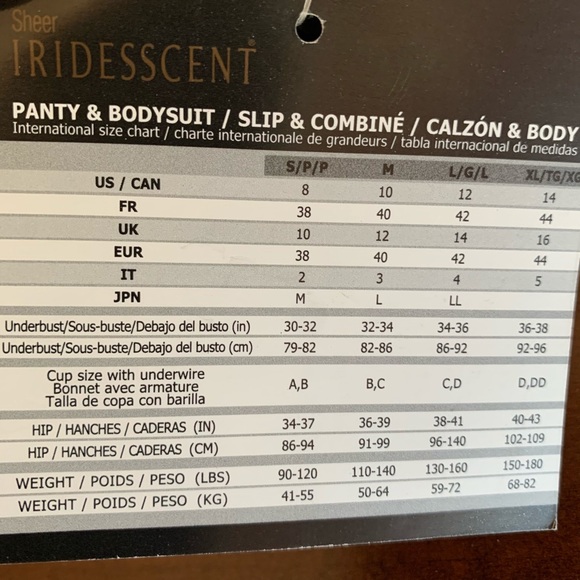 Sheer
IRIDESSCENT
PANTY & BODYSUIT / SLIP & COMBINÉ / CALZÓN & BODY
International size chart / charte internationale de grandeurs / tabla internacional de medidas
S/P/P M L/G/L XL/TG/XG
US / CAN 8 10 12 14
FR 38 40 42 44
UK 10 12 14 16
EUR 38 40 42 44
IT 2 3 4 5
JPN M L LL
Underbust/Sous-buste/Debajo del busto (in) 30-32 32-34 34-36 36-38
Underbust/Sous-buste/Debajo del busto (cm) 79-82 82-86 86-92 92-96
Cup size with underwire
Bonnet avec armature A,B B,C C,D D,DD
Talla de copa con barilla
HIP / HANCHES / CADERAS (IN) 34-37 36-39 38-41 40-43
HIP / HANCHES / CADERAS (CM) 86-94 91-99 96-140 102-109
WEIGHT / POIDS / PESO (LBS) 90-120 110-140 130-160 150-180
WEIGHT / POIDS / PESO (KG) 41-55 50-64 59-72 68-82